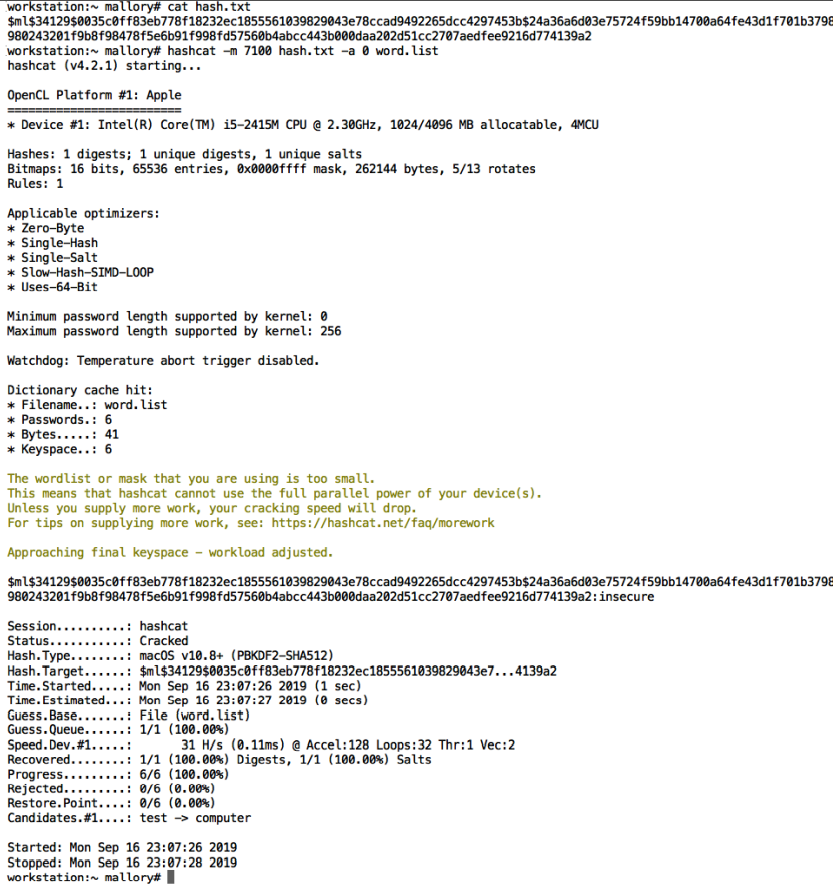 workstation:~ mallory# cat hash.txt
$ml$34129$0035c0ff83eb778f18232ec1855561039829043e78ccad9492265dcc4297453b$24a36a6d03e75724f59bb14700a64fe43d1f701b3798
980243201f9b8f98478f5e6b91f998fd57560b4abcc443b000daa202d51cc2707aedfee9216d774139a2
workstation:~ mallory# hashcat -m 7100 hash.txt -a 0 word.list
hashcat (v4.2.1) starting...
OpenCL Platform #1: Apple
=========================
* Device #1: Intel(R) Core(TM) i5-2415M CPU @ 2.30GHz, 1024/4096 MB allocatable, 4MCU
Hashes: 1 digests; 1 unique digests, 1 unique salts
Bitmaps: 16 bits, 65536 entries, 0x0000ffff mask, 262144 bytes, 5/13 rotates
Rules: 1
Applicable optimizers:
* Zero-Byte
* Single-Hash
* Single-Salt
* Slow-Hash-SIMD-LOOP
* Uses-64-Bit
Minimum password length supported by kernel: 0
Maximum password length supported by kernel: 256
Watchdog: Temperature abort trigger disabled.
Dictionary cache hit:
* Filename..: word.list
* Passwords.: 6
* Bytes.....: 41
* Keyspace..: 6
The wordlist or mask that you are using is too small.
This means that hashcat cannot use the full parallel power of your device(s).
Unless you supply more work, your cracking speed will drop.
For tips on supplying more work, see: https://hashcat.net/faq/morework
Approaching final keyspace - workload adjusted.
$ml$34129$0035c0ff83eb778f18232ec1855561039829043e78ccad9492265dcc4297453b$24a36a6d03e75724f59bb14700a64fe43d1f701b3798
980243201f9b8f98478f5e6b91f998fd57560b4abcc443b000daa202d51cc2707aedfee9216d774139a2:insecure
Session..........: hashcat
Status...........: Cracked
Hash.Type........: macOS v10.8+ (PBKDF2-SHA512)
Hash.Target......: $ml$34129$0035c0ff83eb778f18232ec1855561039829043e7...4139a2
Time.Started.....: Mon Sep 16 23:07:26 2019 (1 sec)
Time.Estimated...: Mon Sep 16 23:07:27 2019 (0 secs)
Guess.Base.......: File (word.list)
Guess.Queue......: 1/1 (100.00%)
Speed.Dev.#1.....: 31 H/s (0.11ms) @ Accel:128 Loops:32 Thr:1 Vec:2
Recovered........: 1/1 (100.00%) Digests, 1/1 (100.00%) Salts
Progress.........: 6/6 (100.00%)
Rejected.........: 0/6 (0.00%)
Restore.Point....: 0/6 (0.00%)
Candidates.#1....: test -> computer
Started: Mon Sep 16 23:07:26 2019
Stopped: Mon Sep 16 23:07:28 2019
workstation:~ mallory#